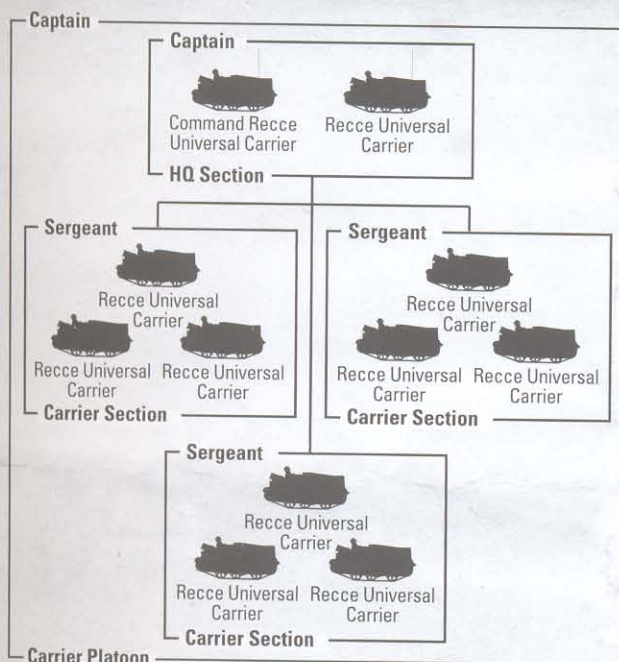 Captain
Captain
Command Recce
Universal Carrier
Recce Universal
Carrier
HQ Section
Sergeant
Recce Universal
Carrier
Recce Universal
Carrier
Recce Universal
Carrier
Carrier Section
Sergeant
Recce Universal
Carrier
Recce Universal
Carrier
Recce Universal
Carrier
Carrier Section
Sergeant
Recce Universal
Carrier
Recce Universal
Carrier
Recce Universal
Carrier
Carrier Section
Carrier Platoon